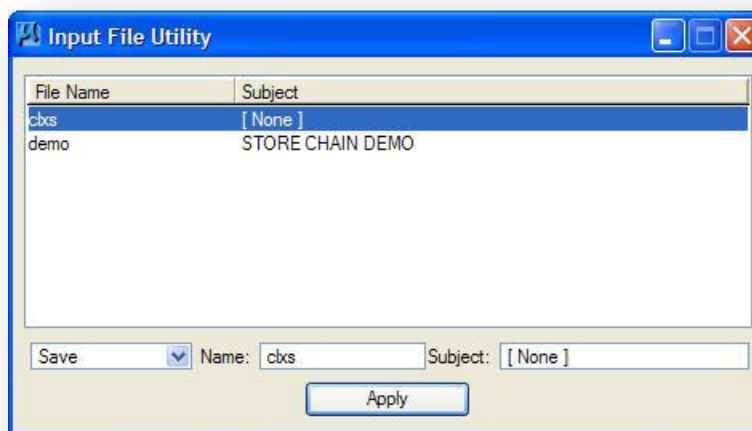 Input File Utility
File Name Subject
clxs [ None ]
demo STORE CHAIN DEMO
Save Name: clxs Subject: [ None ]
Apply